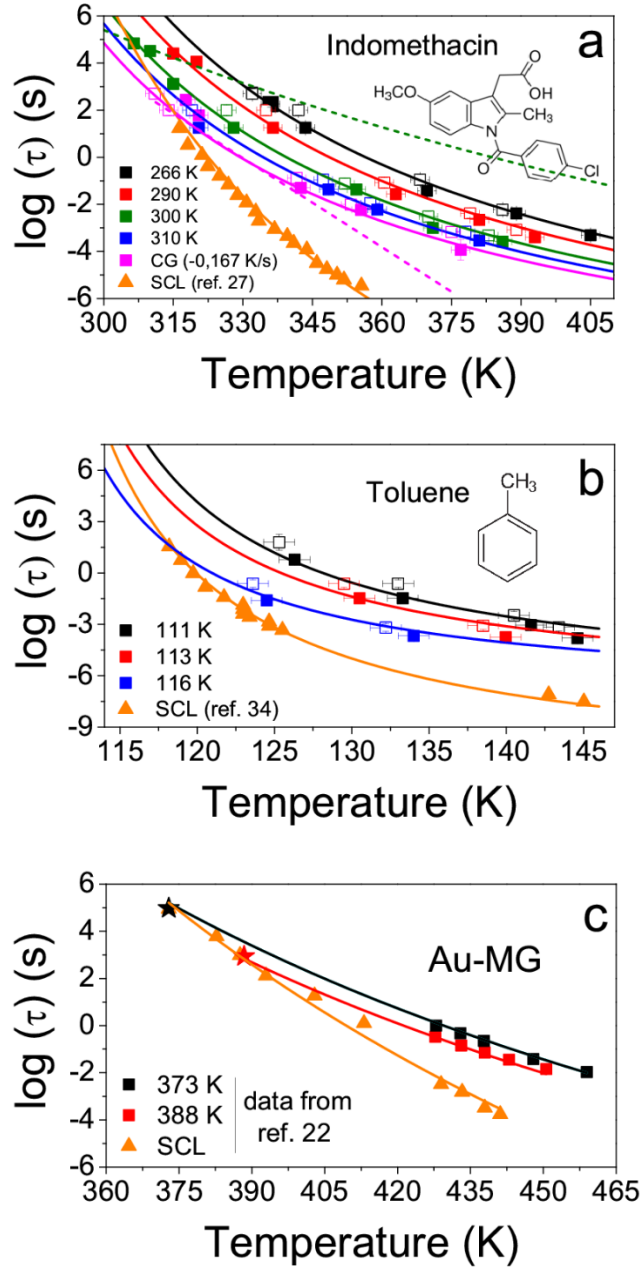 a
Indomethacin
O
OH
MeO
CH₃
N
O
Cl
log (τ) (s)
6
4
2
0
-2
-4
-6
266 K
290 K
300 K
310 K
CG (-0,167 K/s)
SCL (ref. 27)
300 315 330 345 360 375 390 405
Temperature (K)
b
Toluene
CH₃
log (τ) (s)
6
3
0
-3
-6
-9
111 K
113 K
116 K
SCL (ref. 34)
115 120 125 130 135 140 145
Temperature (K)
c
Au-MG
log (τ) (s)
6
4
2
0
-2
-4
-6
373 K
388 K
SCL
data from
ref. 22
360 375 390 405 420 435 450 465
Temperature (K)